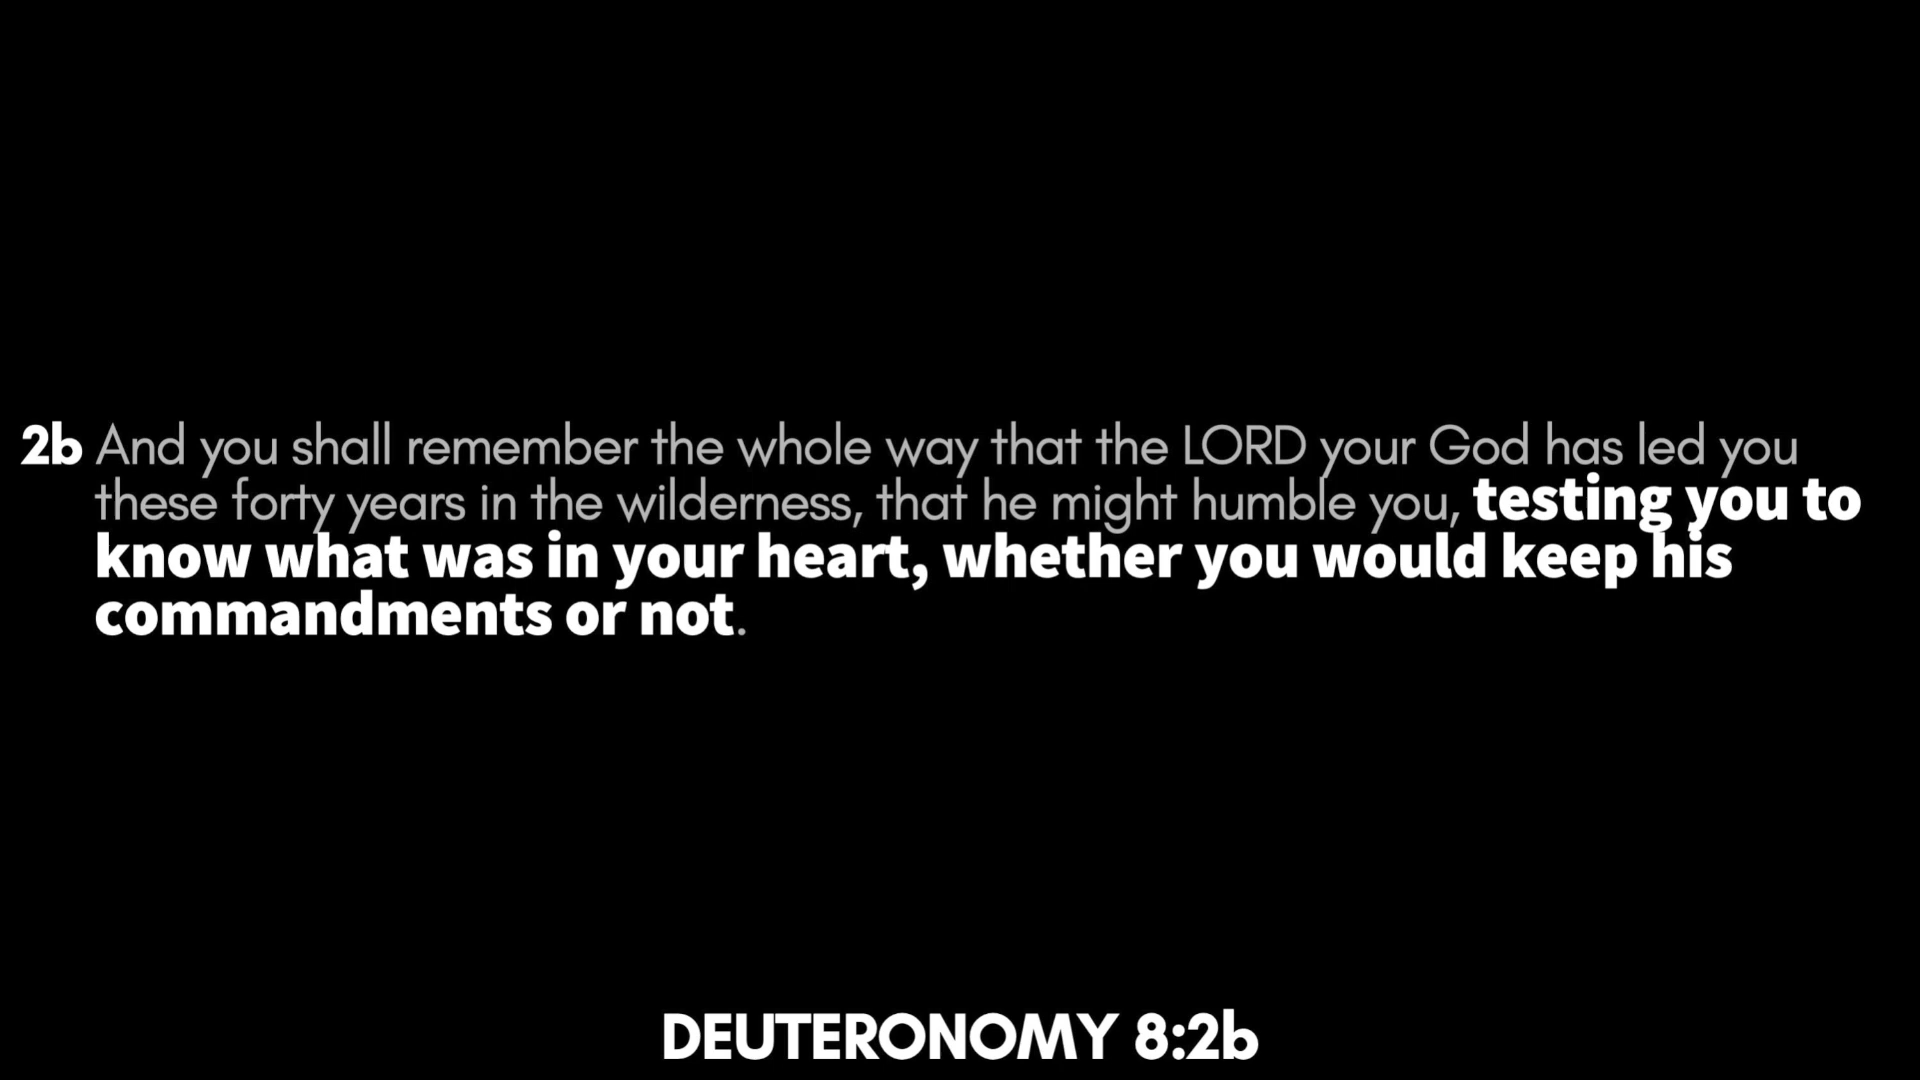 2b And you shall remember the whole way that the LORD your God has led you
these forty years in the wilderness, that he might humble you, testing you to
know what was in your heart, whether you would keep his
commandments or not.
DEUTERONOMY 8:2b